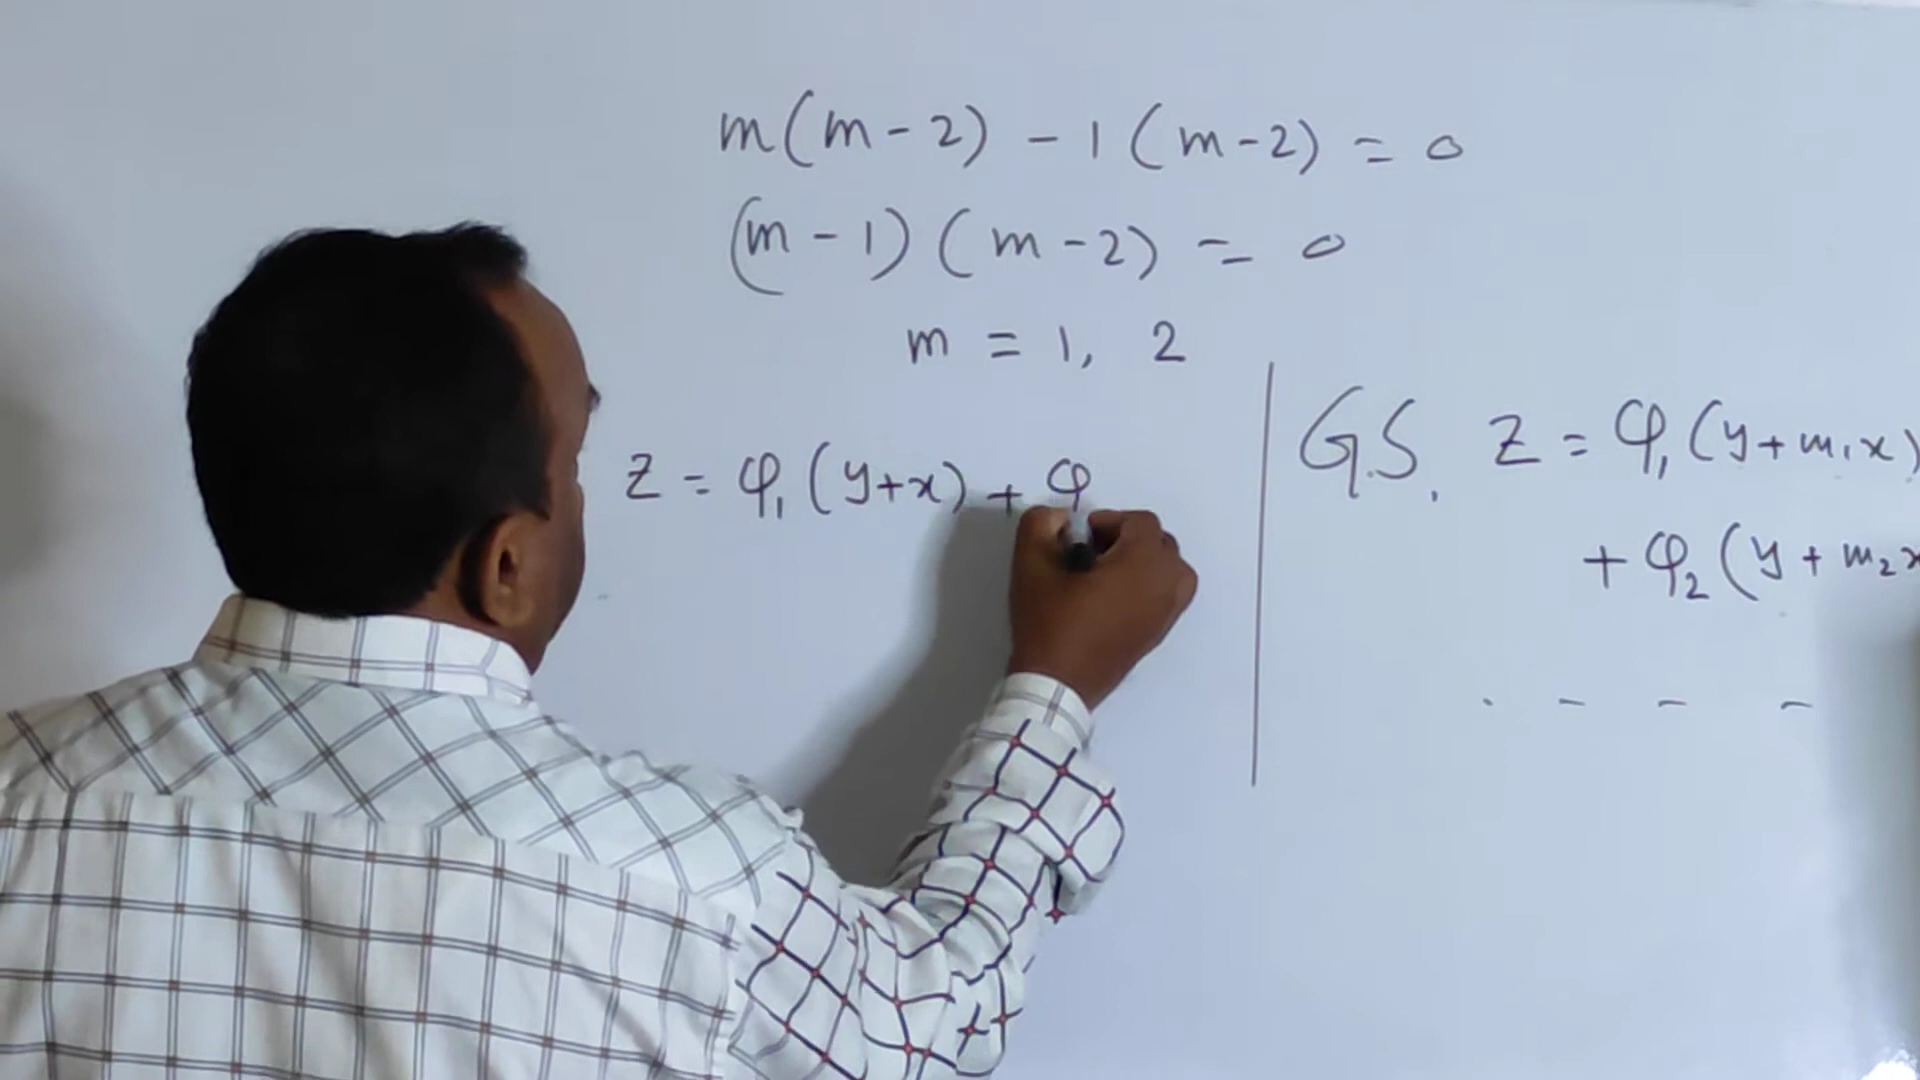 m(m-2) - 1(m-2) = 0
(m-1)(m-2) = 0
m = 1, 2
z = φ₁(y+x) + φ
G.S. z = φ₁(y+m₁x)
+ φ₂(y+m₂x
. - - -